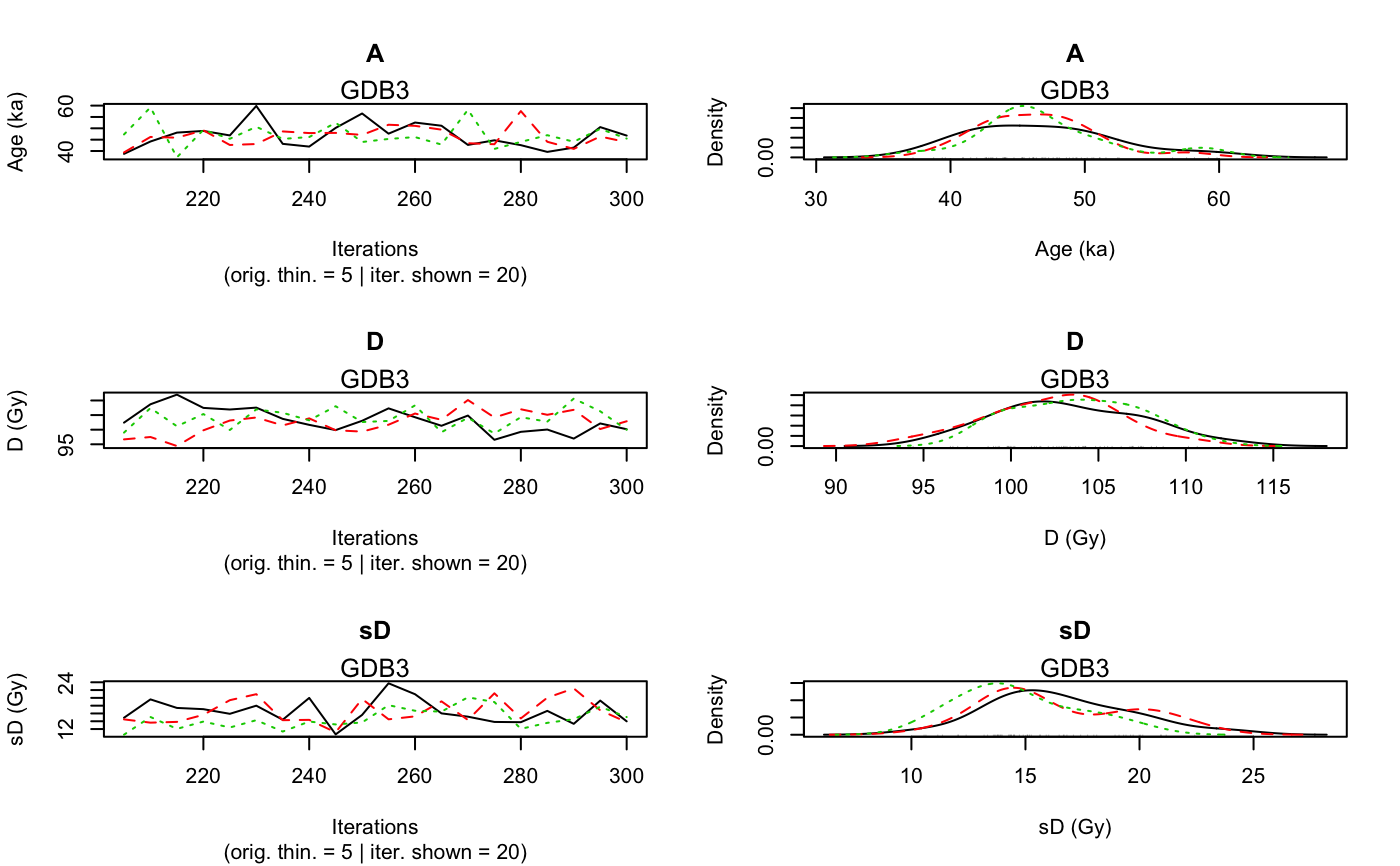 A
GDB3
Age (ka)
40 60
220 240 260 280 300
Iterations
(orig. thin. = 5 | iter. shown = 20)
A
GDB3
Density
0.00
30 40 50 60
Age (ka)
D
GDB3
D (Gy)
95
220 240 260 280 300
Iterations
(orig. thin. = 5 | iter. shown = 20)
D
GDB3
Density
0.00
90 95 100 105 110 115
D (Gy)
sD
GDB3
sD (Gy)
12 24
220 240 260 280 300
Iterations
(orig. thin. = 5 | iter. shown = 20)
sD
GDB3
Density
0.00
10 15 20 25
sD (Gy)